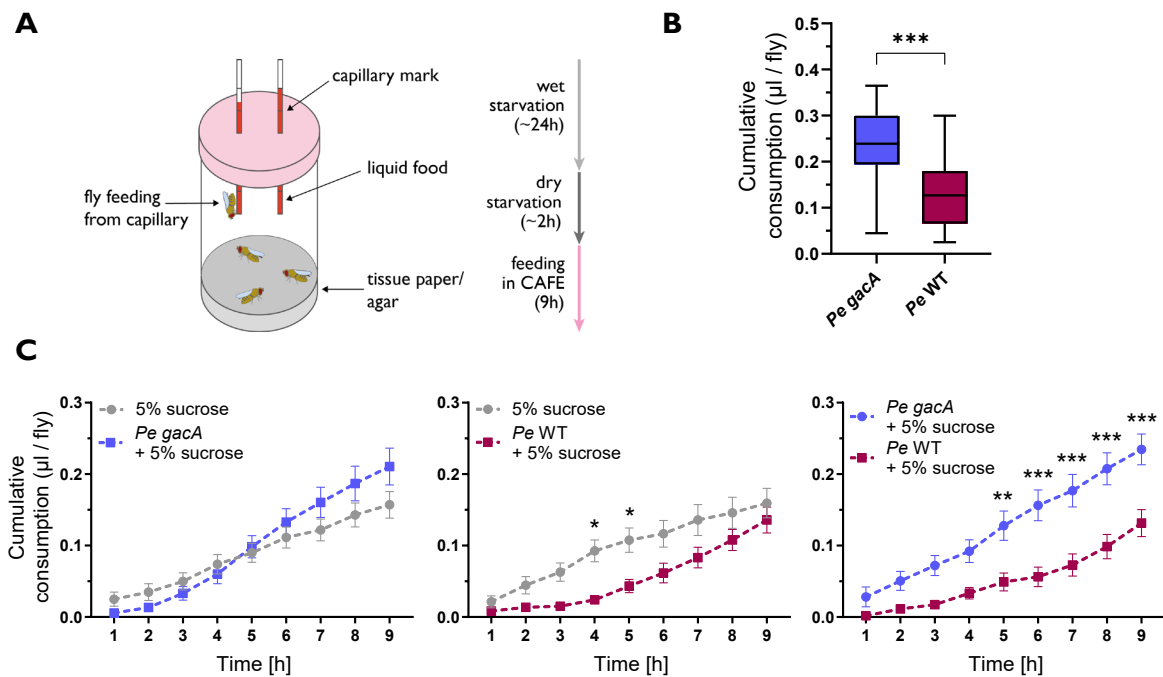 A
capillary mark
liquid food
fly feeding
from capillary
tissue paper/
agar
wet
starvation
(~24h)
dry
starvation
(~2h)
feeding
in CAFE
(9h)
B
Cumulative
consumption (µl / fly)
0.5
0.4
0.3
0.2
0.1
0.0
***
Pe gacA
Pe WT
C
Cumulative
consumption (µl / fly)
0.3
0.2
0.1
0.0
5% sucrose
Pe gacA
+ 5% sucrose
1 2 3 4 5 6 7 8 9
Time [h]
0.3
0.2
0.1
0.0
5% sucrose
Pe WT
+ 5% sucrose
* *
1 2 3 4 5 6 7 8 9
Time [h]
0.3
0.2
0.1
0.0
Pe gacA
+ 5% sucrose
Pe WT
+ 5% sucrose
** *** *** *** ***
1 2 3 4 5 6 7 8 9
Time [h]